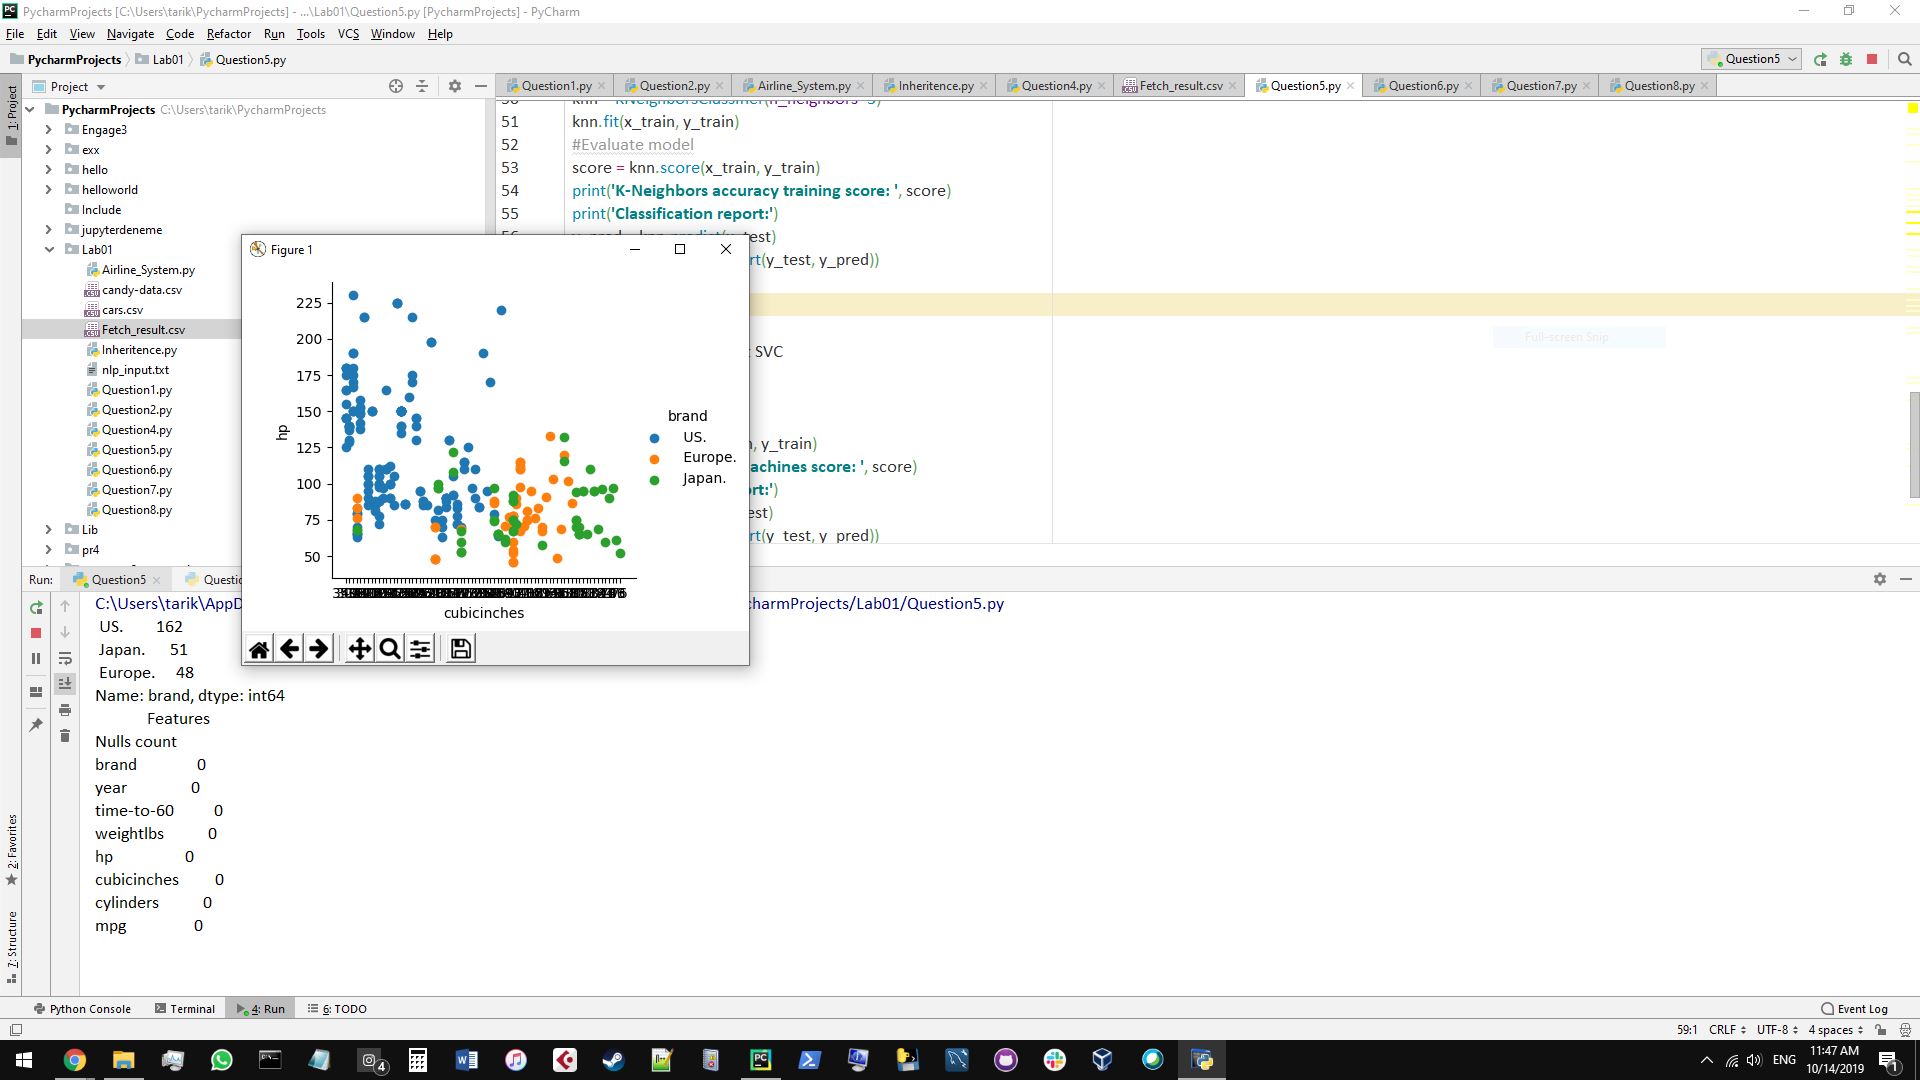 PycharmProjects [C:\Users\tarik\PycharmProjects] - ...\Lab01\Question5.py [PycharmProjects] - PyCharm
File Edit View Navigate Code Refactor Run Tools VCS Window Help
PycharmProjects Lab01 Question5.py Question5
1: Project
Project
Question1.py Question2.py Airline_System.py Inheritence.py Question4.py Fetch_result.csv Question5.py Question6.py Question7.py Question8.py
PycharmProjects C:\Users\tarik\PycharmProjects
Engage3
exx
hello
helloworld
Include
jupyterdeneme
Lab01
Airline_System.py
candy-data.csv
cars.csv
Fetch_result.csv
Inheritence.py
nlp_input.txt
Question1.py
Question2.py
Question4.py
Question5.py
Question6.py
Question7.py
Question8.py
Lib
pr4
51 knn.fit(x_train, y_train)
52 #Evaluate model
53 score = knn.score(x_train, y_train)
54 print('K-Neighbors accuracy training score: ', score)
55 print('Classification report:')
test)
rt(y_test, y_pred))
Full-screen Snip
SVC
, y_train)
achines score: ', score)
rt:')
est)
rt(y_test, y_pred))
Figure 1
225
200
175
150
125
100
75
50
hp
cubicinches
brand
US.
Europe.
Japan.
Run: Question5 Questio
C:\Users\tarik\AppD
charmProjects/Lab01/Question5.py
US. 162
Japan. 51
Europe. 48
Name: brand, dtype: int64
Features
Nulls count
brand 0
year 0
time-to-60 0
weightlbs 0
hp 0
cubicinches 0
cylinders 0
mpg 0
2: Favorites
7: Structure
Python Console Terminal 4: Run 6: TODO Event Log
59:1 CRLF UTF-8 4 spaces
4
ENG
11:47 AM
10/14/2019
1